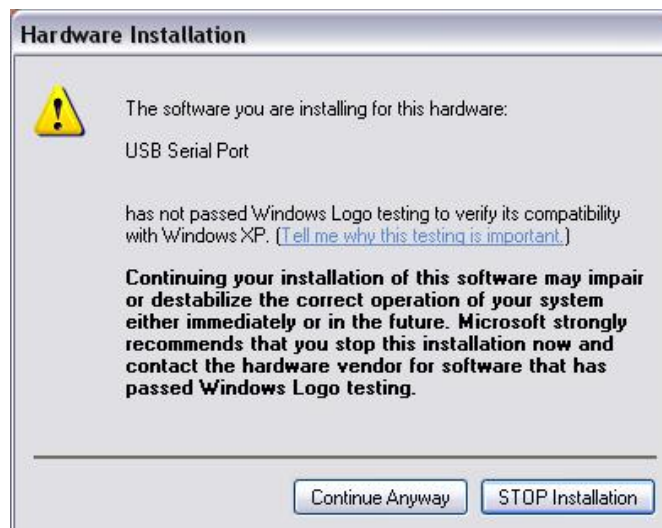 Hardware Installation
The software you are installing for this hardware:
USB Serial Port
has not passed Windows Logo testing to verify its compatibility
with Windows XP. (Tell me why this testing is important.)
Continuing your installation of this software may impair
or destabilize the correct operation of your system
either immediately or in the future. Microsoft strongly
recommends that you stop this installation now and
contact the hardware vendor for software that has
passed Windows Logo testing.
Continue Anyway STOP Installation